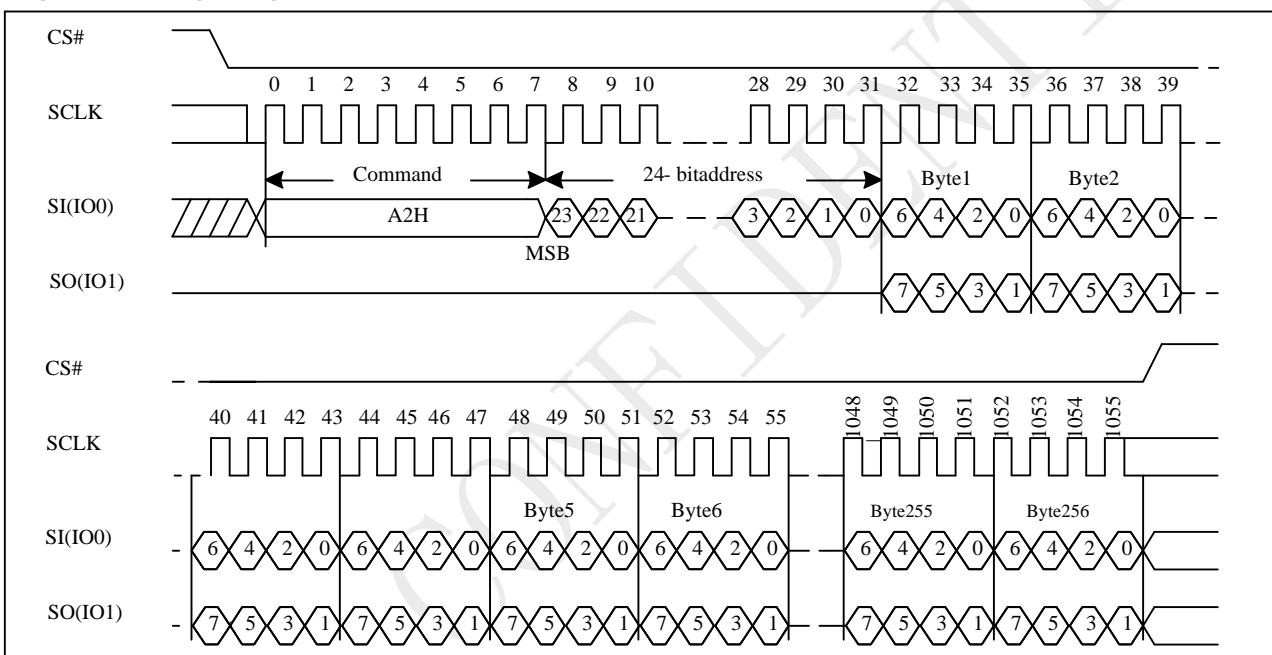 CS#
0 1 2 3 4 5 6 7 8 9 10 28 29 30 31 32 33 34 35 36 37 38 39
SCLK
Command 24- bitaddress Byte1 Byte2
SI(IO0) A2H 23 22 21 3 2 1 0 6 4 2 0 6 4 2 0
MSB
SO(IO1) 7 5 3 1 7 5 3 1
CS#
40 41 42 43 44 45 46 47 48 49 50 51 52 53 54 55 1048 1049 1050 1051 1052 1053 1054 1055
SCLK
Byte5 Byte6 Byte255 Byte256
SI(IO0) 6 4 2 0 6 4 2 0 6 4 2 0 6 4 2 0 6 4 2 0 6 4 2 0
SO(IO1) 7 5 3 1 7 5 3 1 7 5 3 1 7 5 3 1 7 5 3 1 7 5 3 1
CONFIDENT